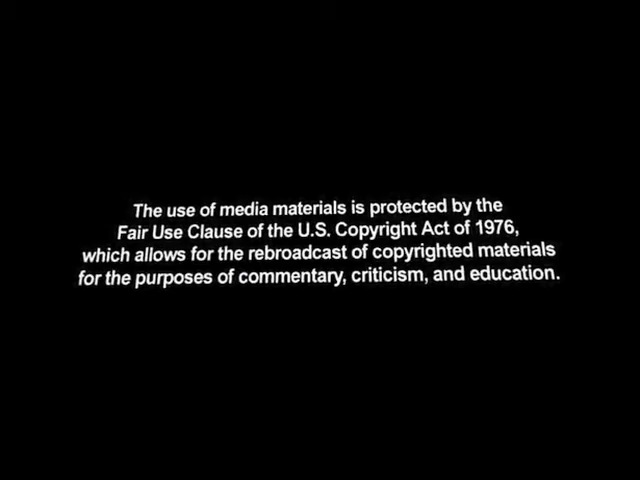 The use of media materials is protected by the
Fair Use Clause of the U.S. Copyright Act of 1976,
which allows for the rebroadcast of copyrighted materials
for the purposes of commentary, criticism, and education.